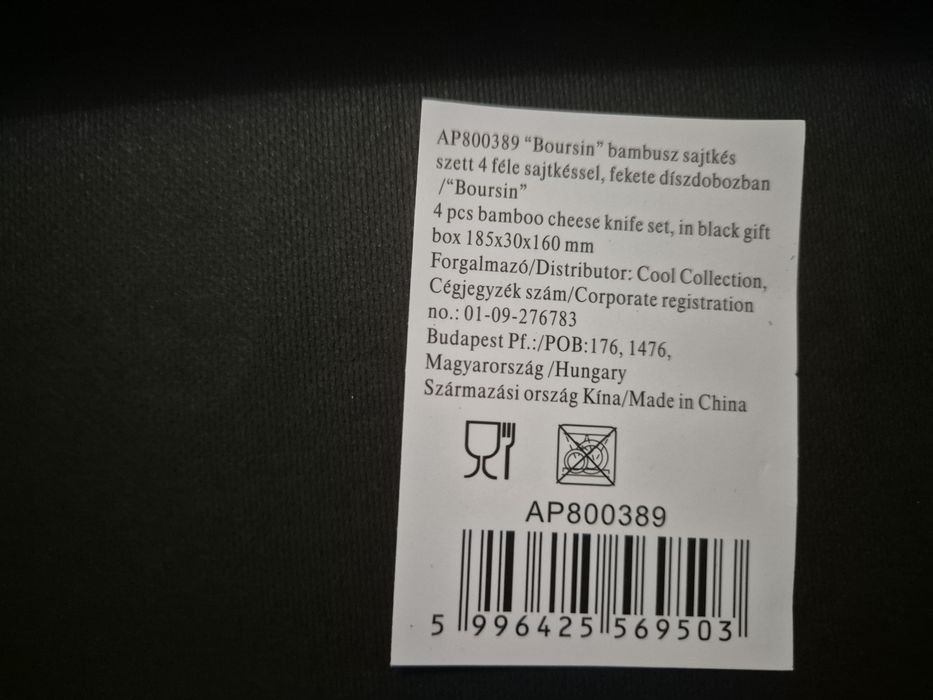 AP800389 “Boursin” bambusz sajtkés
szett 4 féle sajtkéssel, fekete díszdobozban
/“Boursin”
4 pcs bamboo cheese knife set, in black gift
box 185x30x160 mm
Forgalmazó/Distributor: Cool Collection,
Cégjegyzék szám/Corporate registration
no.: 01-09-276783
Budapest Pf.:/POB:176, 1476,
Magyarország /Hungary
Származási ország Kína/Made in China
AP800389
5 996425 569503